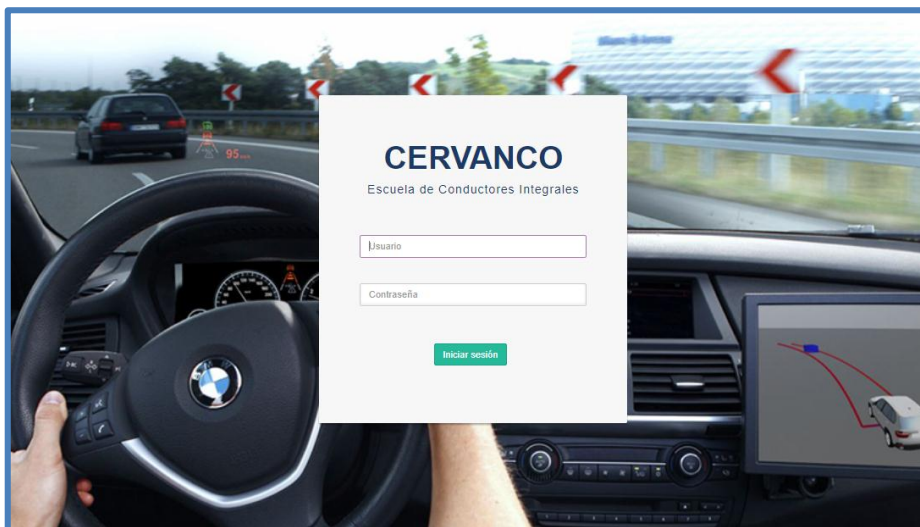 95
CERVANCO
Escuela de Conductores Integrales
Usuario
Contraseña
Iniciar sesión